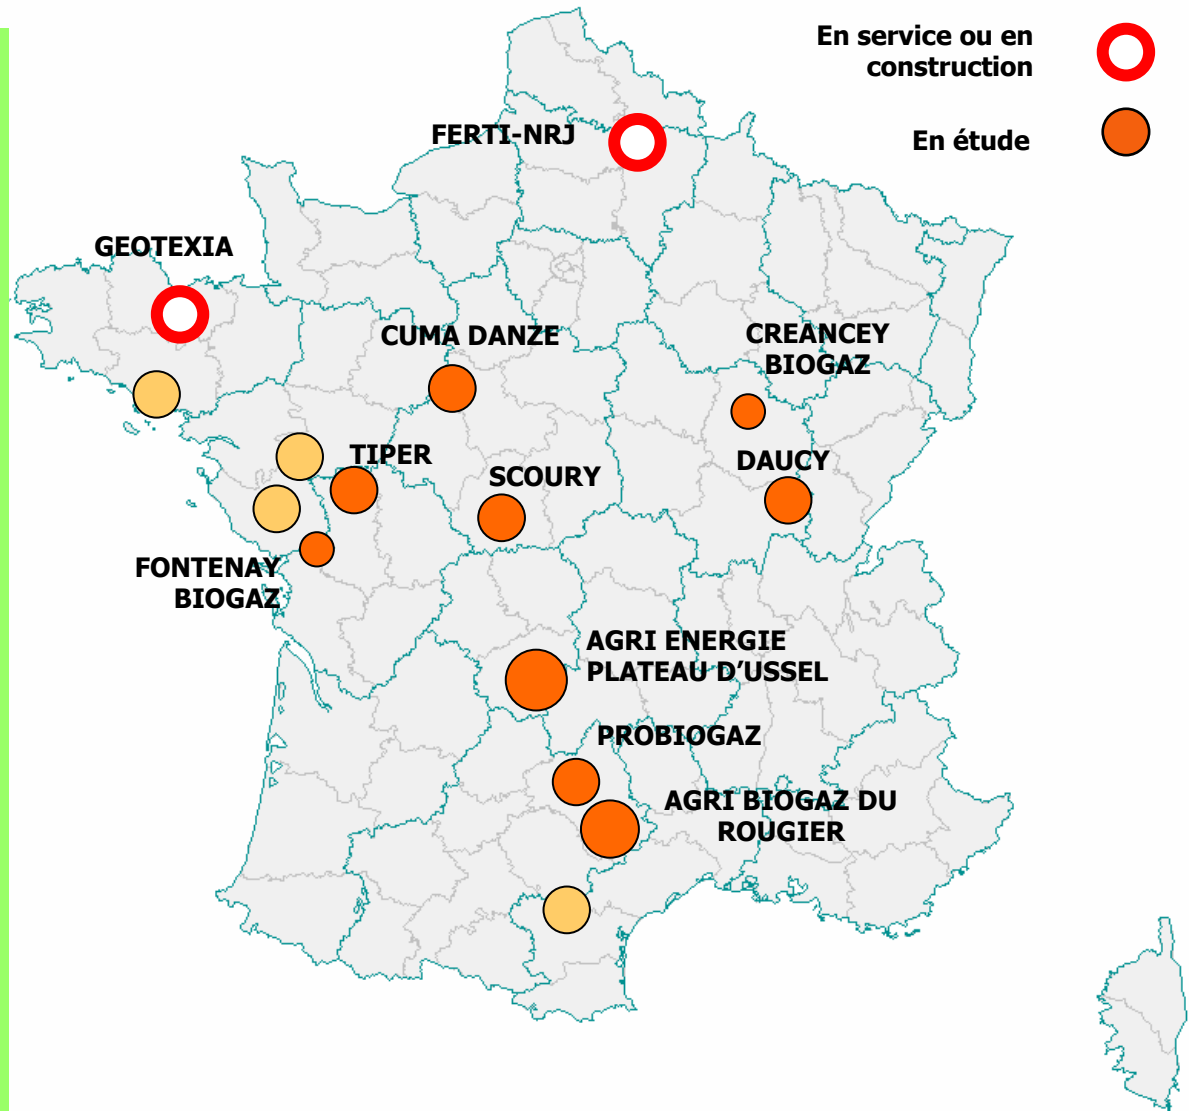 En service ou en
construction
En étude
FERTI-NRJ
GEOTEXIA
CUMA DANZE
CREANCEY
BIOGAZ
TIPER
SCOURY
DAUCY
FONTENAY
BIOGAZ
AGRI ENERGIE
PLATEAU D’USSEL
PROBIOGAZ
AGRI BIOGAZ DU
ROUGIER